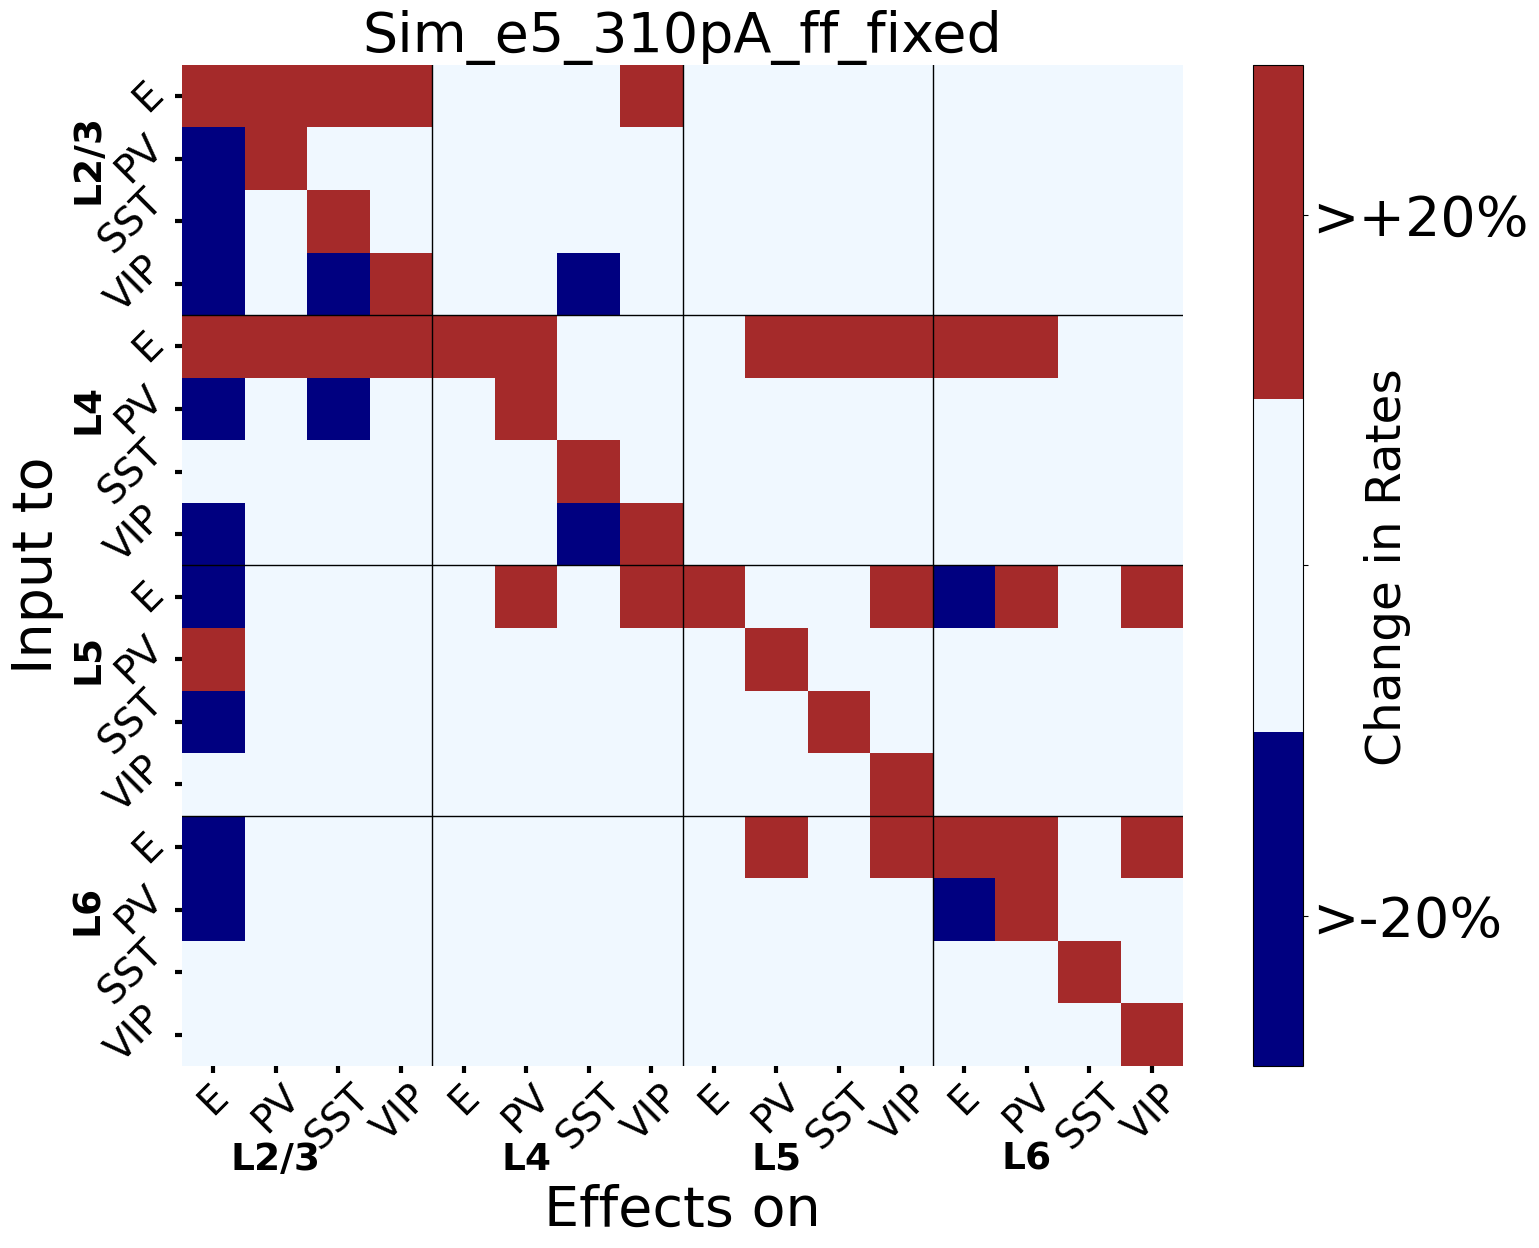 Sim_e5_310pA_ff_fixed
Input to
L2/3
E
PV
SST
VIP
L4
E
PV
SST
VIP
L5
E
PV
SST
VIP
L6
E
PV
SST
VIP
E PV SST VIP E PV SST VIP E PV SST VIP E PV SST VIP
L2/3 L4 L5 L6
Effects on
>+20%
>-20%
Change in Rates